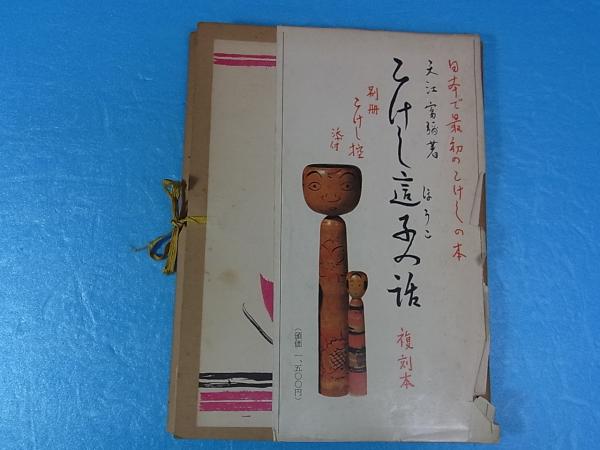 日本で最初のこけしの本
天江富弥著
こけし這子の話
ほうこ
別冊
こけし控
添付
復刻本
(頒価 一、五〇〇円)
一